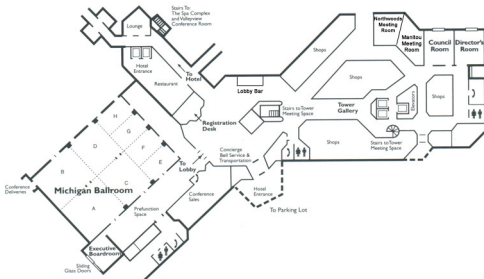 Stairs To:
The Spa Complex
and Valleyview
Conference Room
Lounge
Northwoods
Meeting
Room
Manitou
Meeting
Room
Council
Room
Director's
Room
Shops
Hotel
Entrance
To
Hotel
Restaurant
Lobby Bar
Shops
Shops
Elevators
Tower
Gallery
Stairs to Tower
Meeting Space
Registration
Desk
Concierge
Bell Service &
Transportation
Shops
Stairs to Tower
Meeting Space
H
G
F
E
D
C
B
A
Michigan Ballroom
To
Lobby
Conference
Sales
Hotel
Entrance
To Parking Lot
Conference
Deliveries
Prefunction
Space
Executive
Boardroom
Sliding
Glass Doors